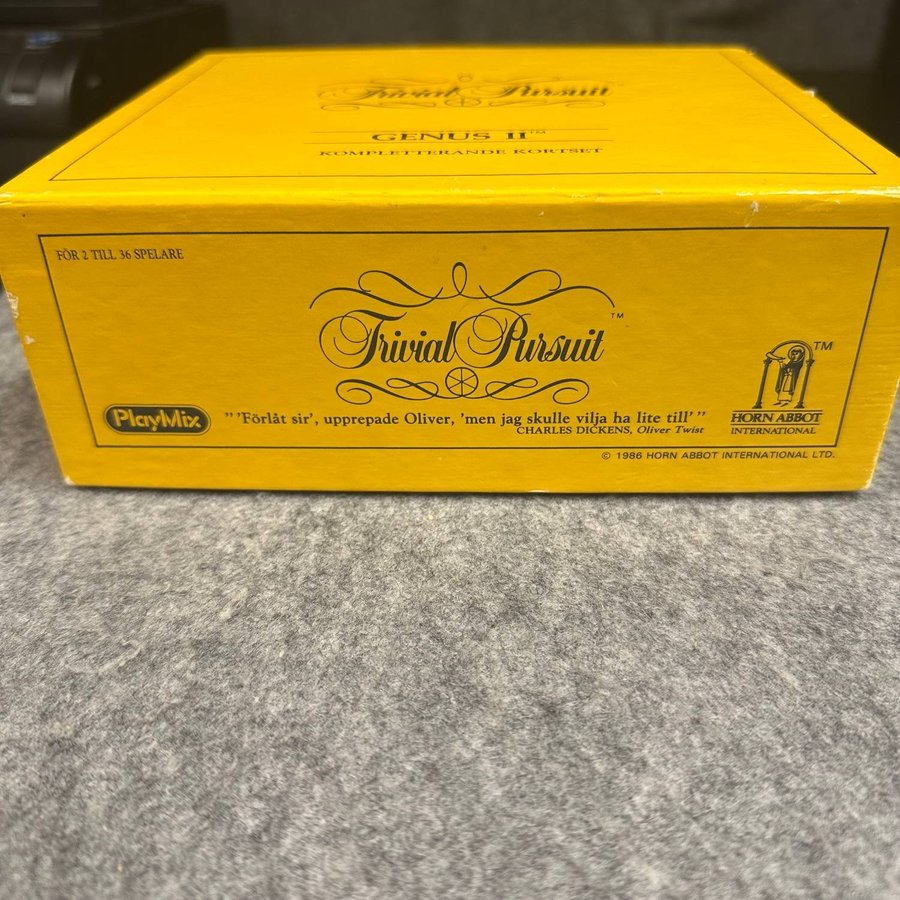 Trivial Pursuit
GENUS II™
KOMPLETTERANDE KORTSET
FÖR 2 TILL 36 SPELARE
Trivial Pursuit™
PlayMix
"'Förlåt sir', upprepade Oliver, 'men jag skulle vilja ha lite till'"
CHARLES DICKENS, Oliver Twist
TM
HORN ABBOT
INTERNATIONAL
© 1986 HORN ABBOT INTERNATIONAL LTD.